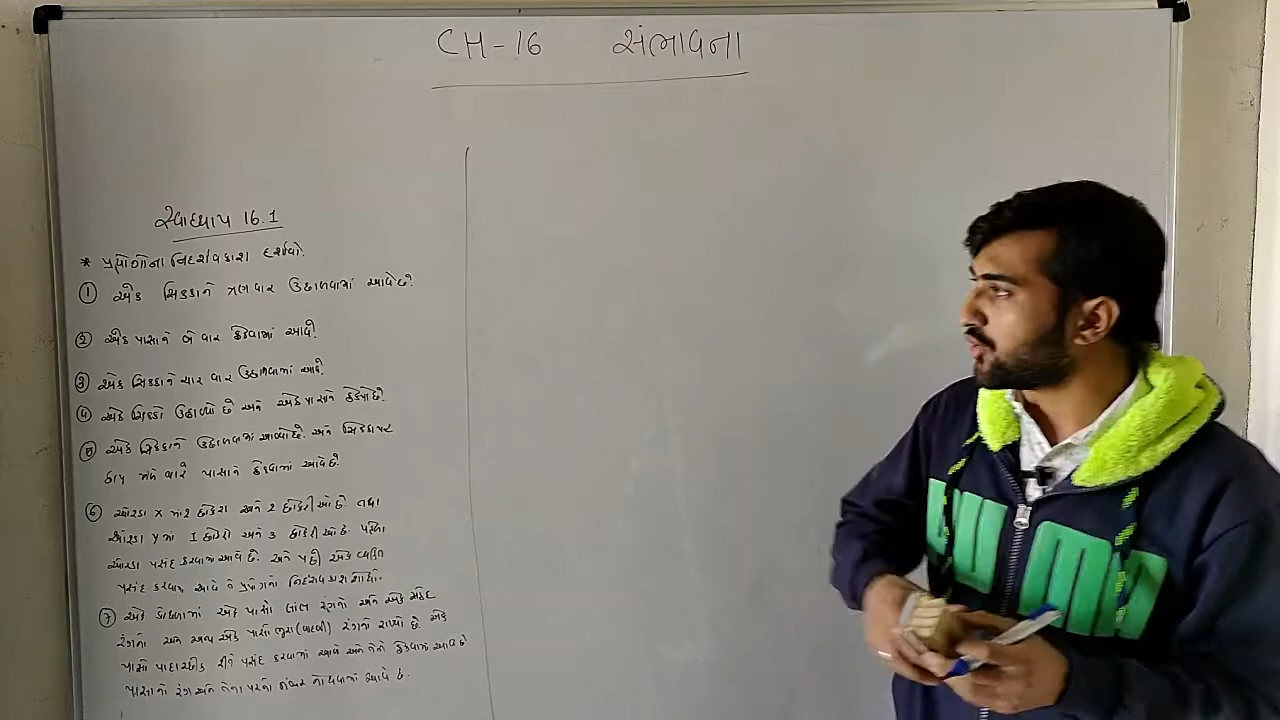 CH-16 સંભાવના
સ્વાધ્યાય 16.1
* પ્રયોગોના નિદર્શાવકાશ દર્શાવો.
① એક સિક્કાને ત્રણ વાર ઉછાળવામાં આવે છે.
② એક પાસાને બે વાર ફેંકવામાં આવે.
③ એક સિક્કાને ચાર વાર ઉછાળવામાં આવે.
④ એક સિક્કો ઉછાળ્યો છે અને એક પાસાને ફેંક્યો છે.
⑤ એક સિક્કાને ઉછાળવામાં આવ્યો છે. અને સિક્કા પર
છાપ મળે ત્યારે પાસાને ફેંકવામાં આવે છે.
⑥ ઓરડા X માં 2 છોકરા અને 2 છોકરીઓ છે. તથા
ઓરડા Y માં 1 છોકરો અને 3 છોકરીઓ છે. પહેલા
ઓરડા પસંદ કરવામાં આવે છે. અને પછી એક વ્યક્તિ
પસંદ કરવામાં આવે તે પ્રયોગનો નિદર્શાવકાશ શોધો.
⑦ એક કોથળામાં એક પાસો લાલ રંગનો અને એક સફેદ
રંગનો અને અન્ય એક પાસો ભૂરા (વાદળી) રંગનો રાખ્યો છે. એક
પાસો યાદચ્છીક રીતે પસંદ કરવામાં આવે અને તેને ફેંકવામાં આવે છે
પાસાનો રંગ અને તેના પરનો નંબર નોંધવામાં આવે છે.